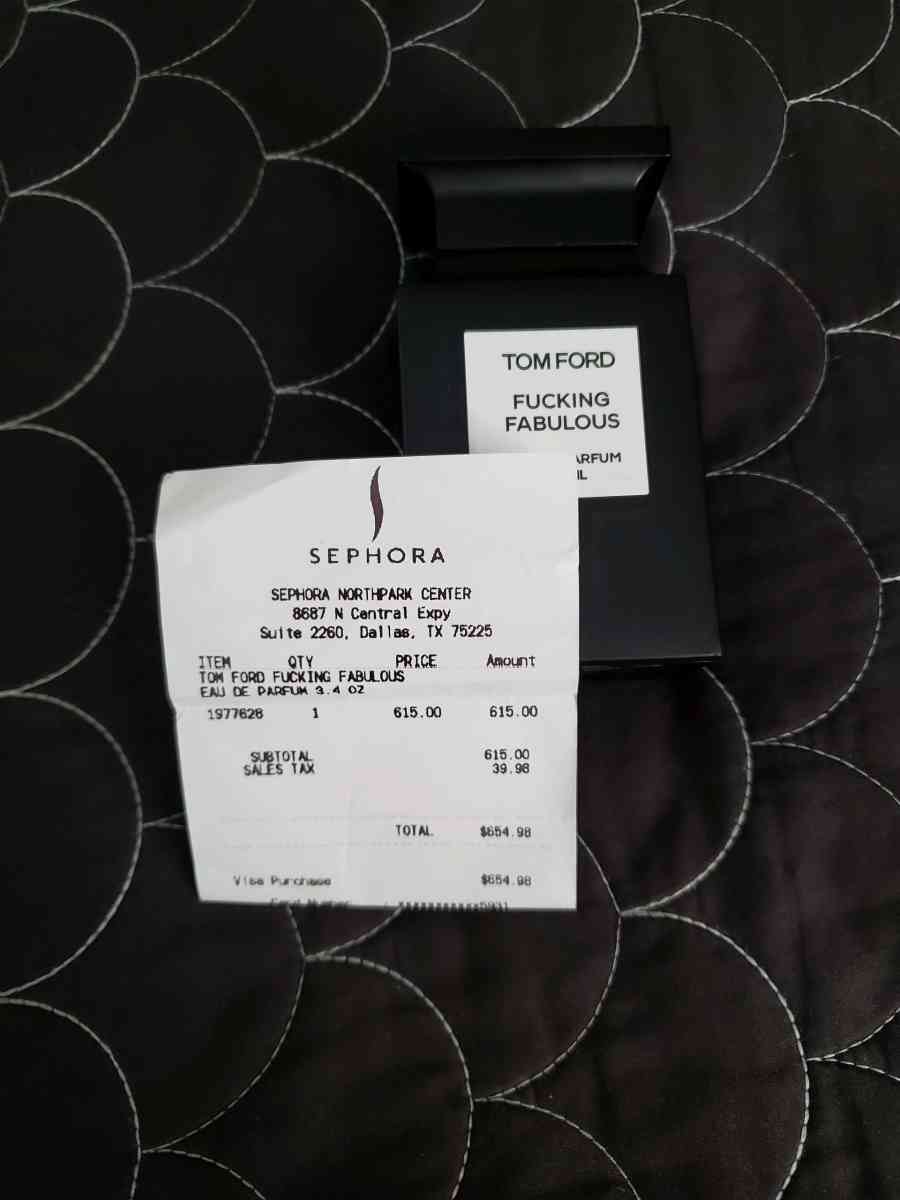 TOM FORD
FUCKING
FABULOUS
ARFUM
IL
SEPHORA
SEPHORA NORTHPARK CENTER
8687 N Central Expy
Suite 2260, Dallas, TX 75225
ITEM QTY PRICE Amount
TOM FORD FUCKING FABULOUS
EAU DE PARFUM 3.4 OZ
1977628 1 615.00 615.00
SUBTOTAL 615.00
SALES TAX 39.98
TOTAL $654.98
Visa Purchase $654.98